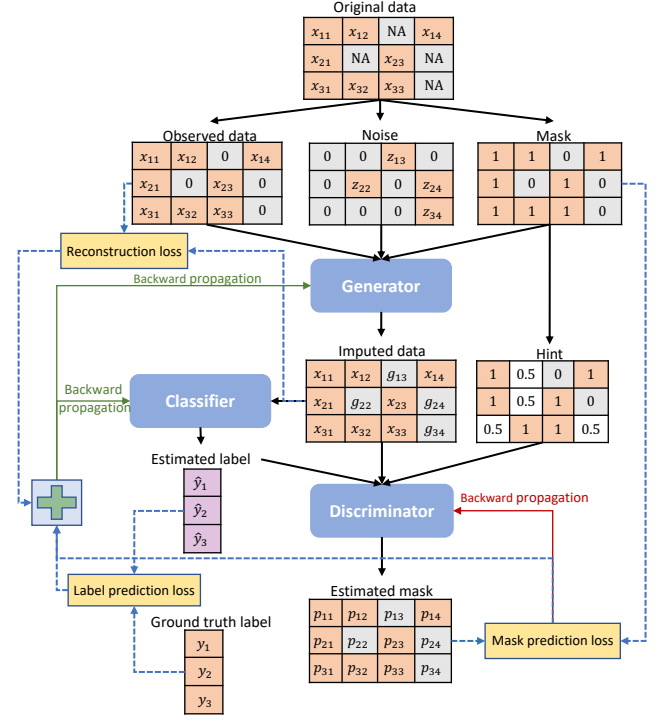 Original data
x₁₁ x₁₂ NA x₁₄
x₂₁ NA x₂₃ NA
x₃₁ x₃₂ x₃₃ NA
Observed data
x₁₁ x₁₂ 0 x₁₄
x₂₁ 0 x₂₃ 0
x₃₁ x₃₂ x₃₃ 0
Noise
0 0 z₁₃ 0
0 z₂₂ 0 z₂₄
0 0 0 z₃₄
Mask
1 1 0 1
1 0 1 0
1 1 1 0
Reconstruction loss
Backward propagation
Generator
Imputed data
x₁₁ x₁₂ g₁₃ x₁₄
x₂₁ g₂₂ x₂₃ g₂₄
x₃₁ x₃₂ x₃₃ g₃₄
Hint
1 0.5 0 1
1 0.5 1 0
0.5 1 1 0.5
Backward
propagation
Classifier
Estimated label
ŷ₁
ŷ₂
ŷ₃
Discriminator
Backward propagation
Label prediction loss
Estimated mask
p₁₁ p₁₂ p₁₃ p₁₄
p₂₁ p₂₂ p₂₃ p₂₄
p₃₁ p₃₂ p₃₃ p₃₄
Mask prediction loss
Ground truth label
y₁
y₂
y₃